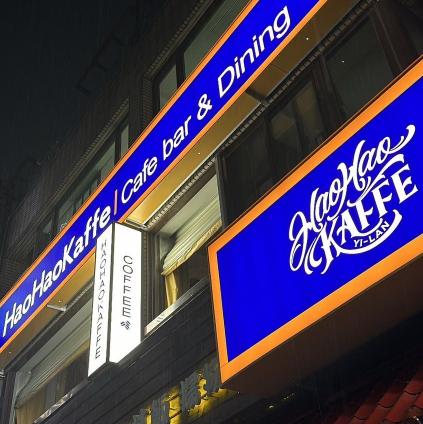 HaoHaoKaffe | Cafe bar & Dining
HaoHao
KAFFE
YI-LAN
HAOHAOKAFFE
COFFEE